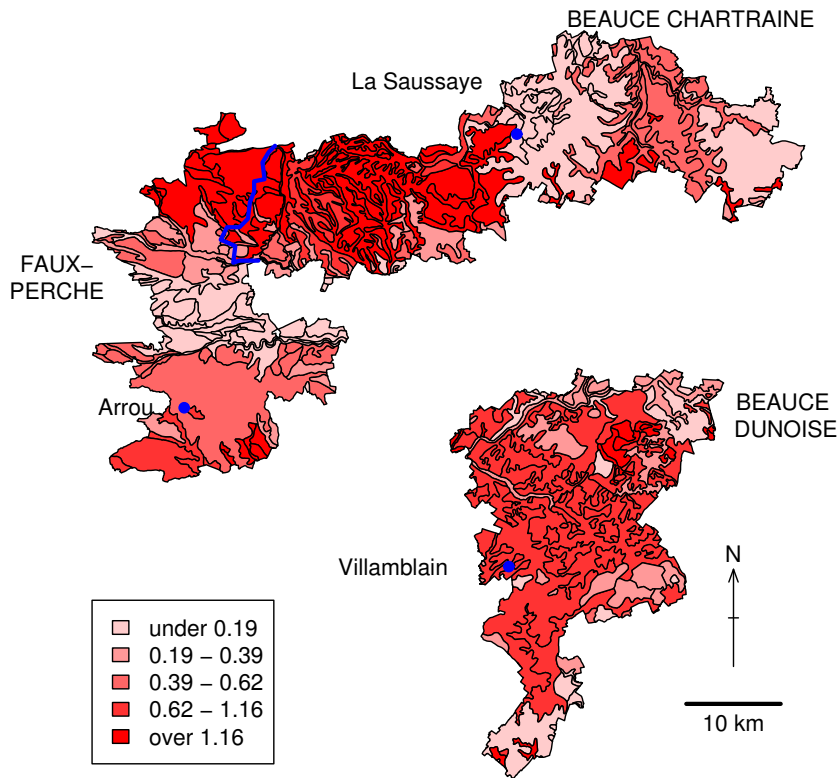 BEAUCE CHARTRAINE
La Saussaye
FAUX−
PERCHE
Arrou
BEAUCE
DUNOISE
Villamblain
N
under 0.19
0.19 − 0.39
0.39 − 0.62
0.62 − 1.16
over 1.16
10 km